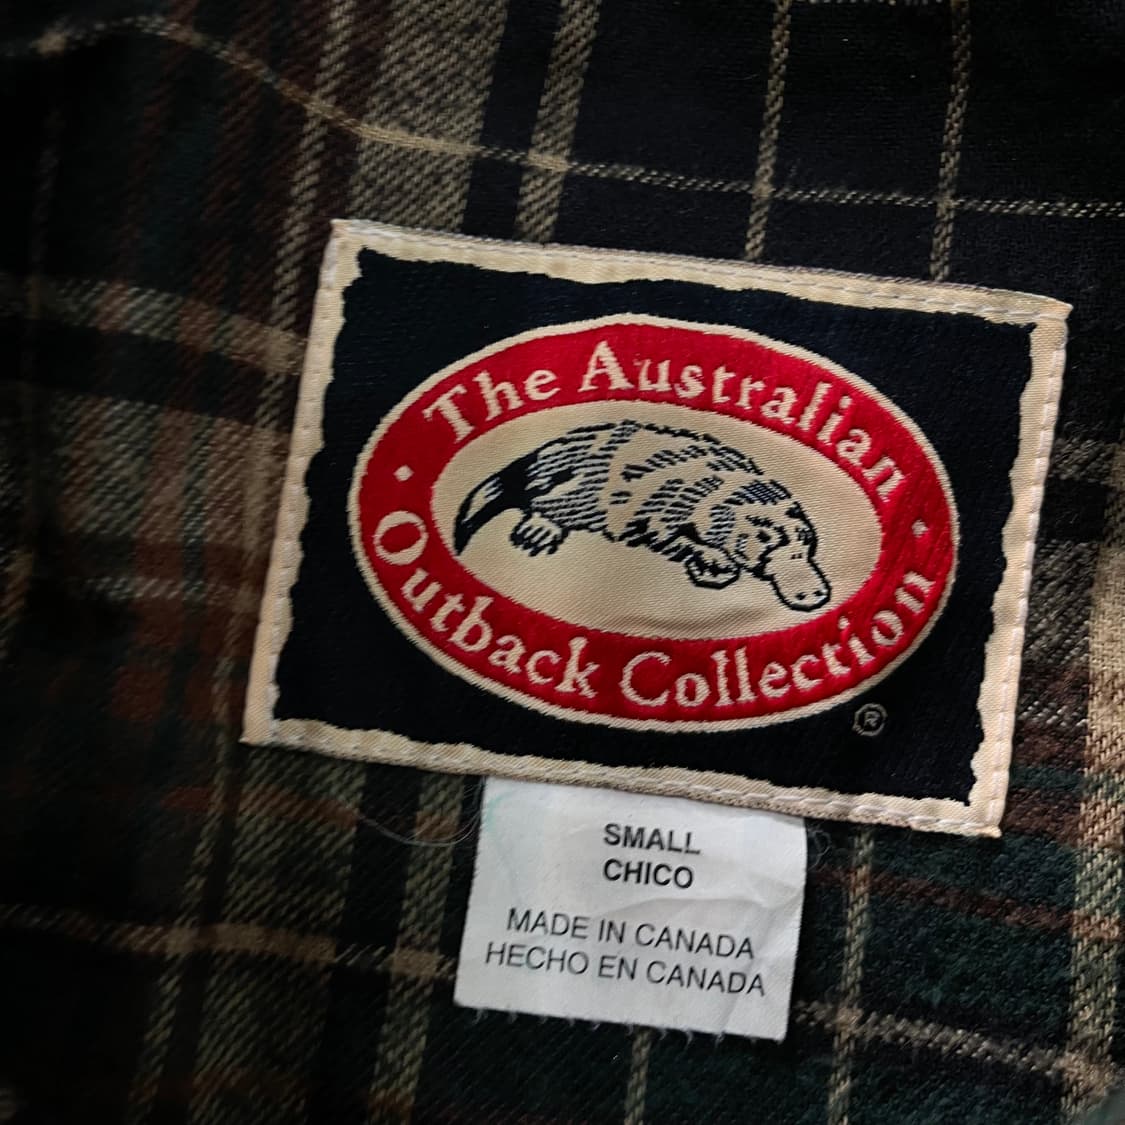 The Australian
Outback Collection
®
SMALL
CHICO
MADE IN CANADA
HECHO EN CANADA